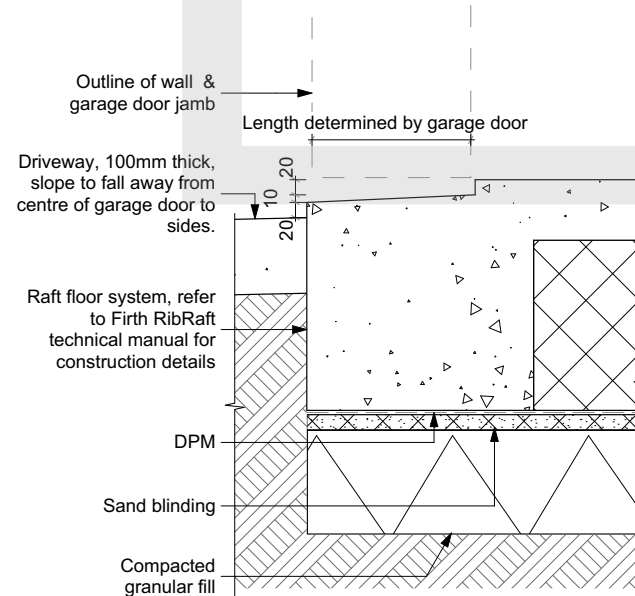 Outline of wall &
garage door jamb
Length determined by garage door
20
10
20
Driveway, 100mm thick,
slope to fall away from
centre of garage door to
sides.
Raft floor system, refer
to Firth RibRaft
technical manual for
construction details
DPM
Sand blinding
Compacted
granular fill